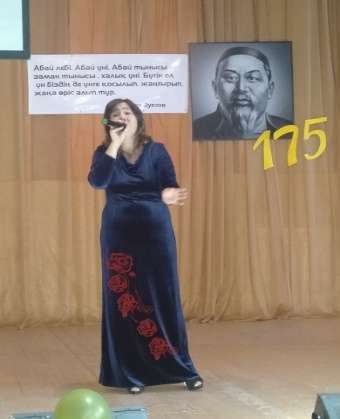 Абай лебі. Абай үні, Абай тынысы -
заман тынысы, халық үні. Бүгін ол
үн біздің де үнге қосылып, жаңғырып,
жаңа өріс алып тұр.
Әуезов
175